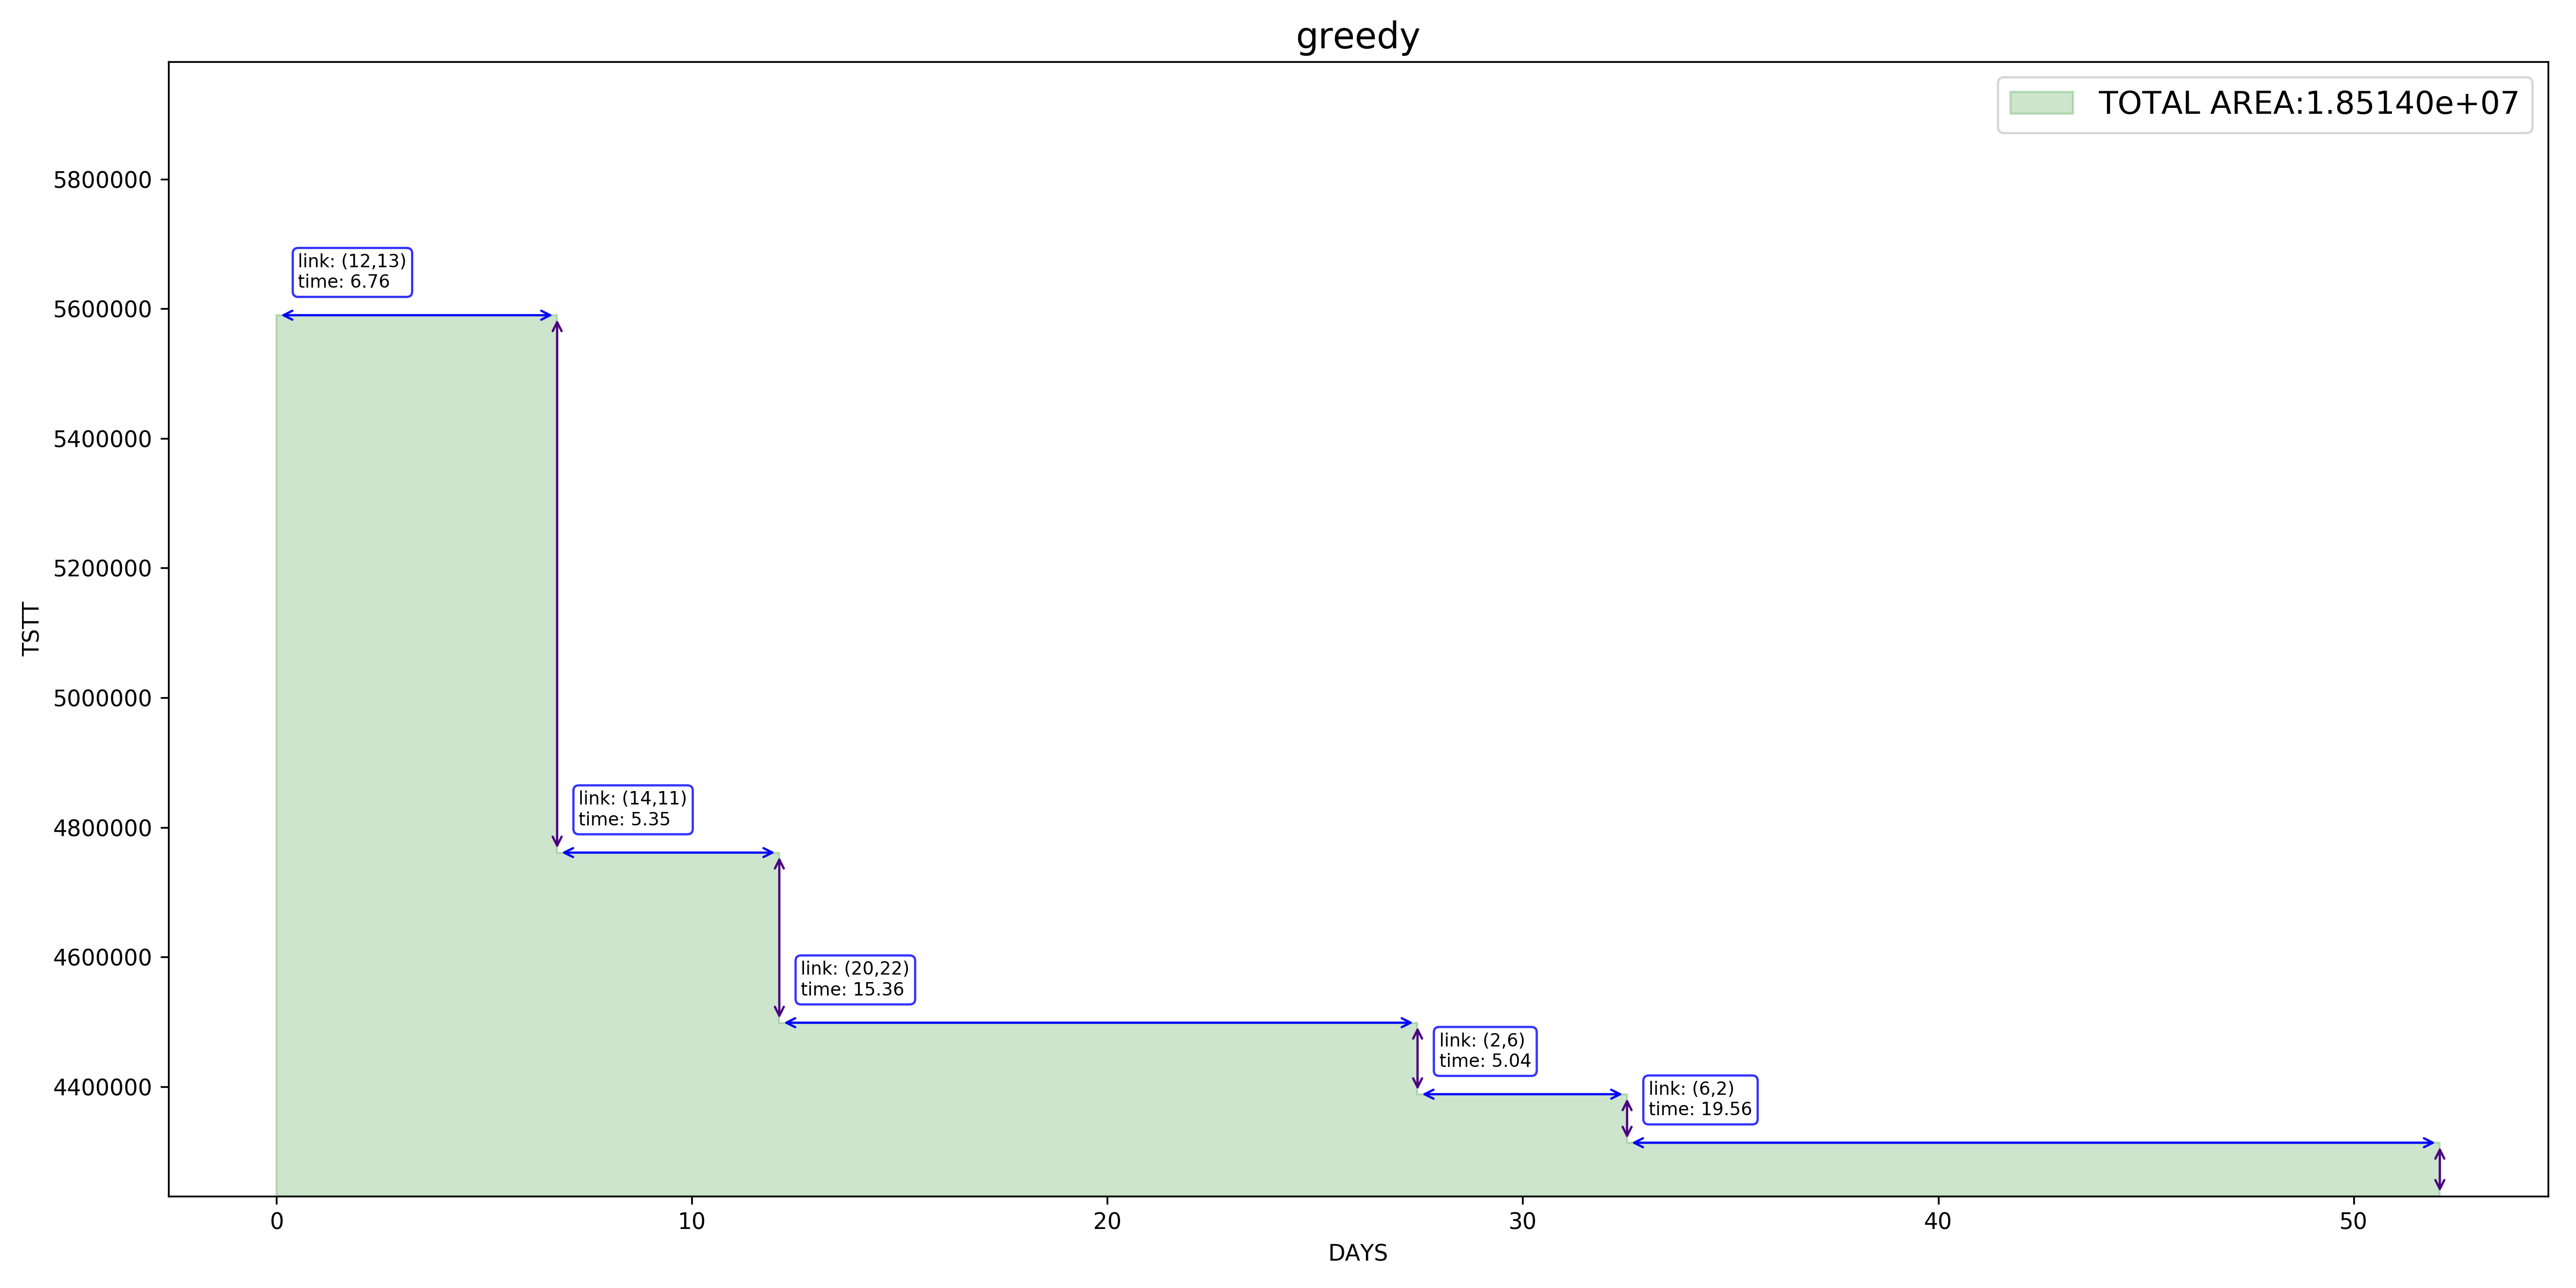 greedy
TOTAL AREA:1.85140e+07
5800000
5600000
5400000
5200000
5000000
4800000
4600000
4400000
TSTT
link: (12,13)
time: 6.76
link: (14,11)
time: 5.35
link: (20,22)
time: 15.36
link: (2,6)
time: 5.04
link: (6,2)
time: 19.56
0 10 20 30 40 50
DAYS